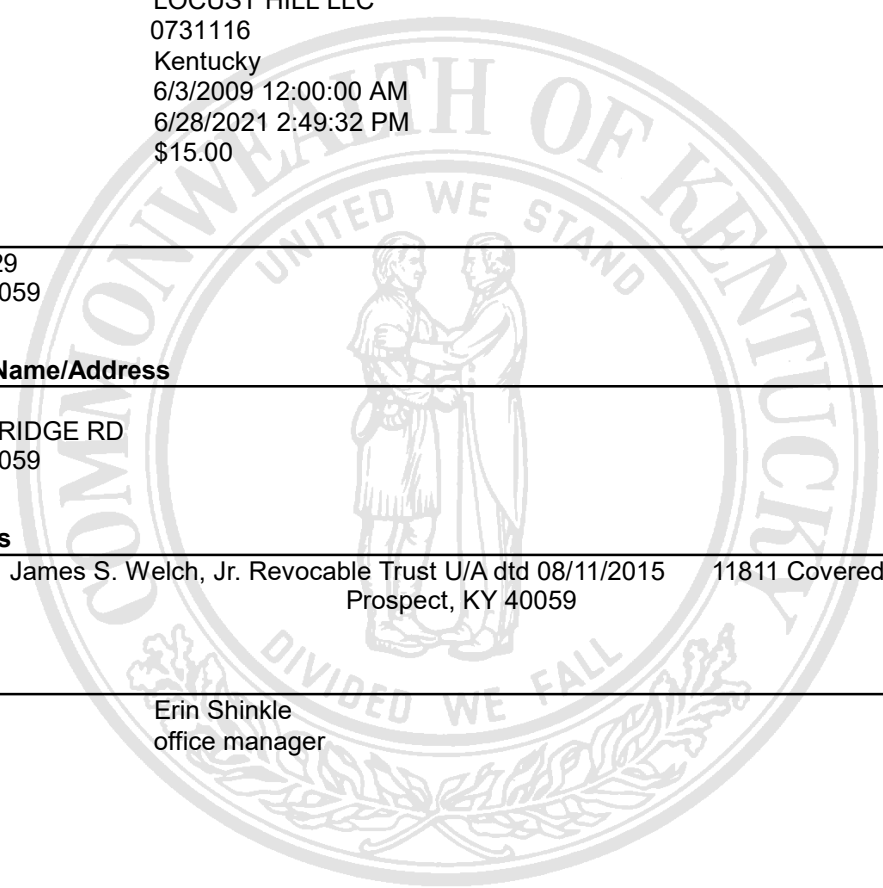 LOCUST HILL LLC
0731116
Kentucky
6/3/2009 12:00:00 AM
6/28/2021 2:49:32 PM
$15.00
COMMONWEALTH OF KENTUCKY
UNITED WE STAND
29
059
Name/Address
RIDGE RD
059
s
James S. Welch, Jr. Revocable Trust U/A dtd 08/11/2015 11811 Covered
Prospect, KY 40059
DIVIDED WE FALL
Erin Shinkle
office manager